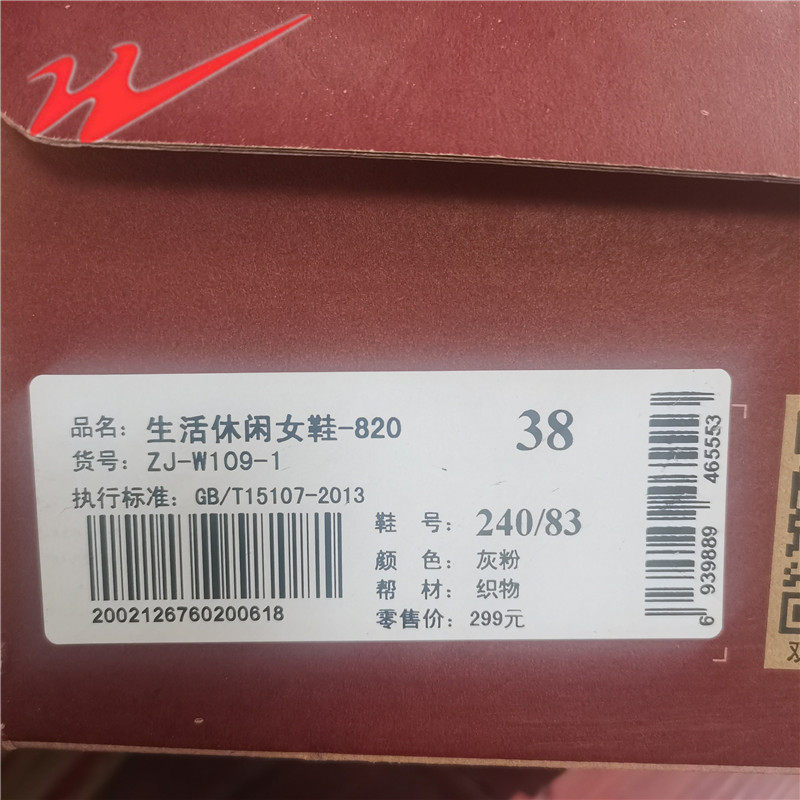 品名：生活休闲女鞋-820
38
货号：ZJ-W109-1
执行标准：GB/T15107-2013
2002126760200618
鞋 号：240/83
颜 色：灰粉
帮 材：织物
零售价：299元
6 939889 465553